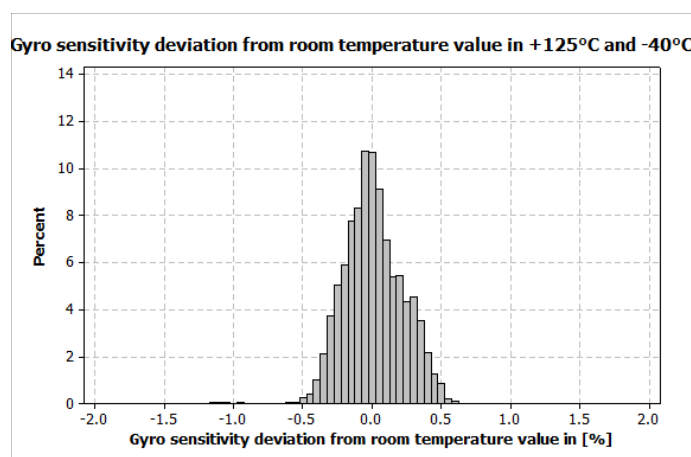 Gyro sensitivity deviation from room temperature value in +125°C and -40°C
14
12
10
8
6
4
2
0
Percent
-2.0 -1.5 -1.0 -0.5 0.0 0.5 1.0 1.5 2.0
Gyro sensitivity deviation from room temperature value in [%]